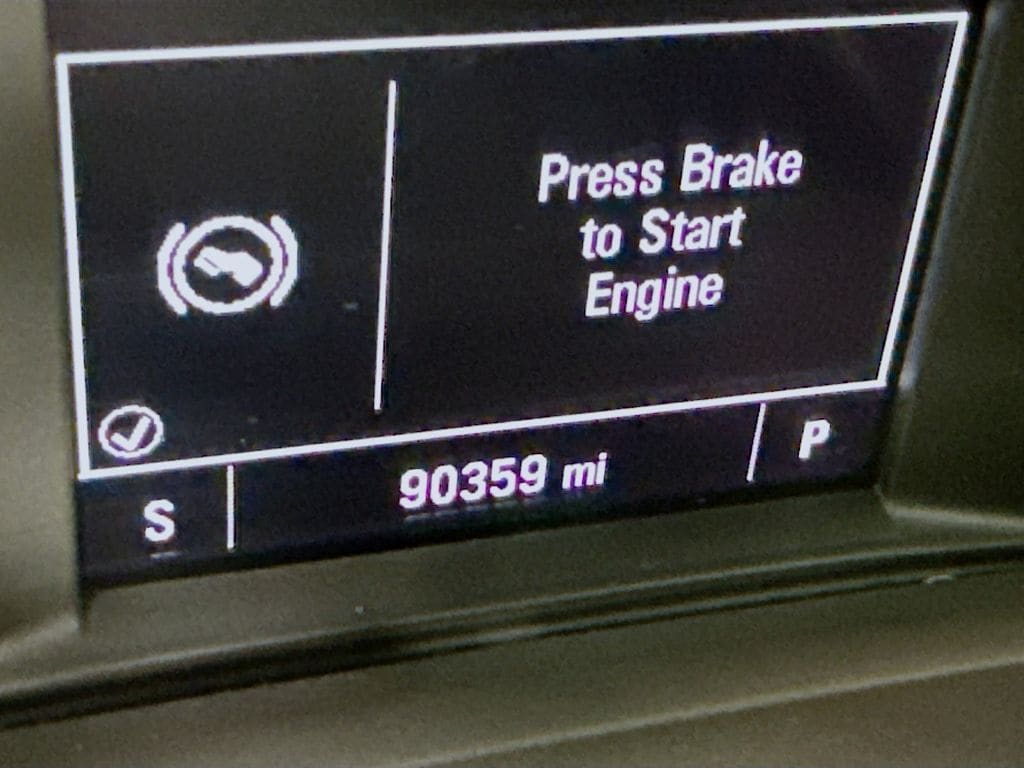 Press Brake
to Start
Engine
S
90359 mi
P